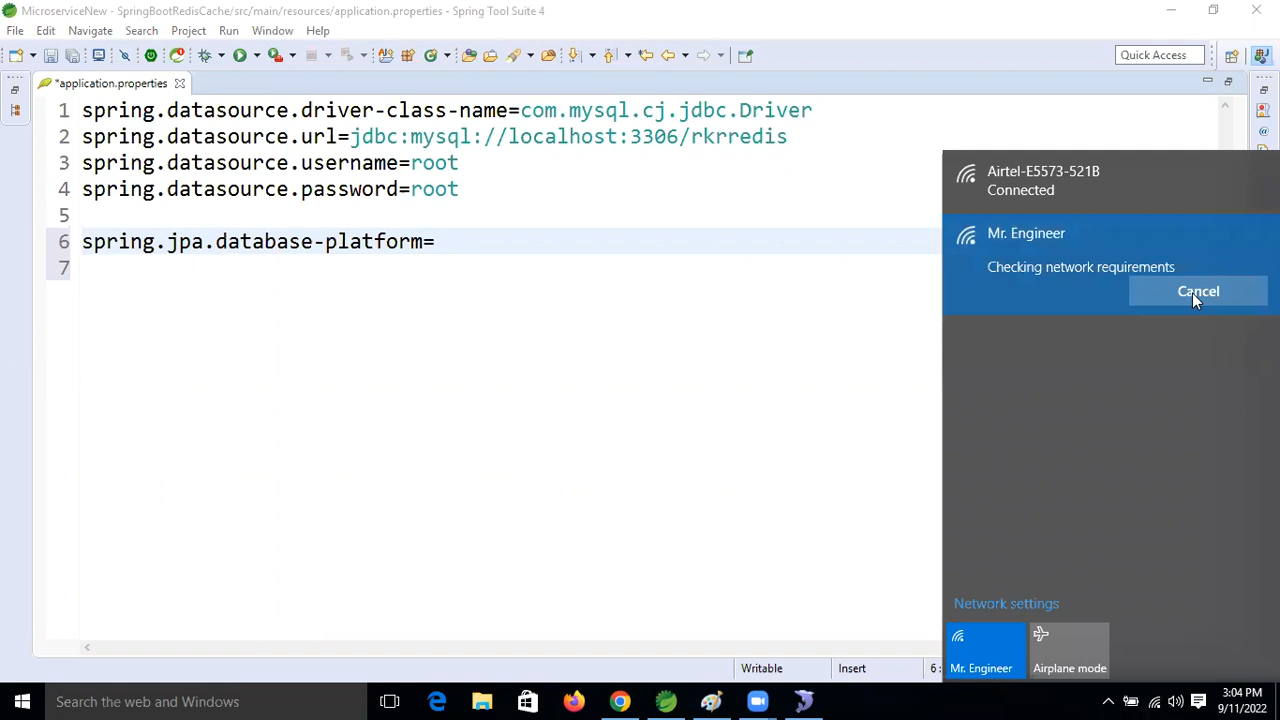 MicroserviceNew - SpringBootRedisCache/src/main/resources/application.properties - Spring Tool Suite 4
File Edit Navigate Search Project Run Window Help
Quick Access
*application.properties
1 spring.datasource.driver-class-name=com.mysql.cj.jdbc.Driver
2 spring.datasource.url=jdbc:mysql://localhost:3306/rkrredis
3 spring.datasource.username=root
4 spring.datasource.password=root
5
6 spring.jpa.database-platform=
7
Airtel-E5573-521B
Connected
Mr. Engineer
Checking network requirements
Cancel
Network settings
Mr. Engineer
Airplane mode
Writable Insert 6:
Search the web and Windows
3:04 PM
9/11/2022